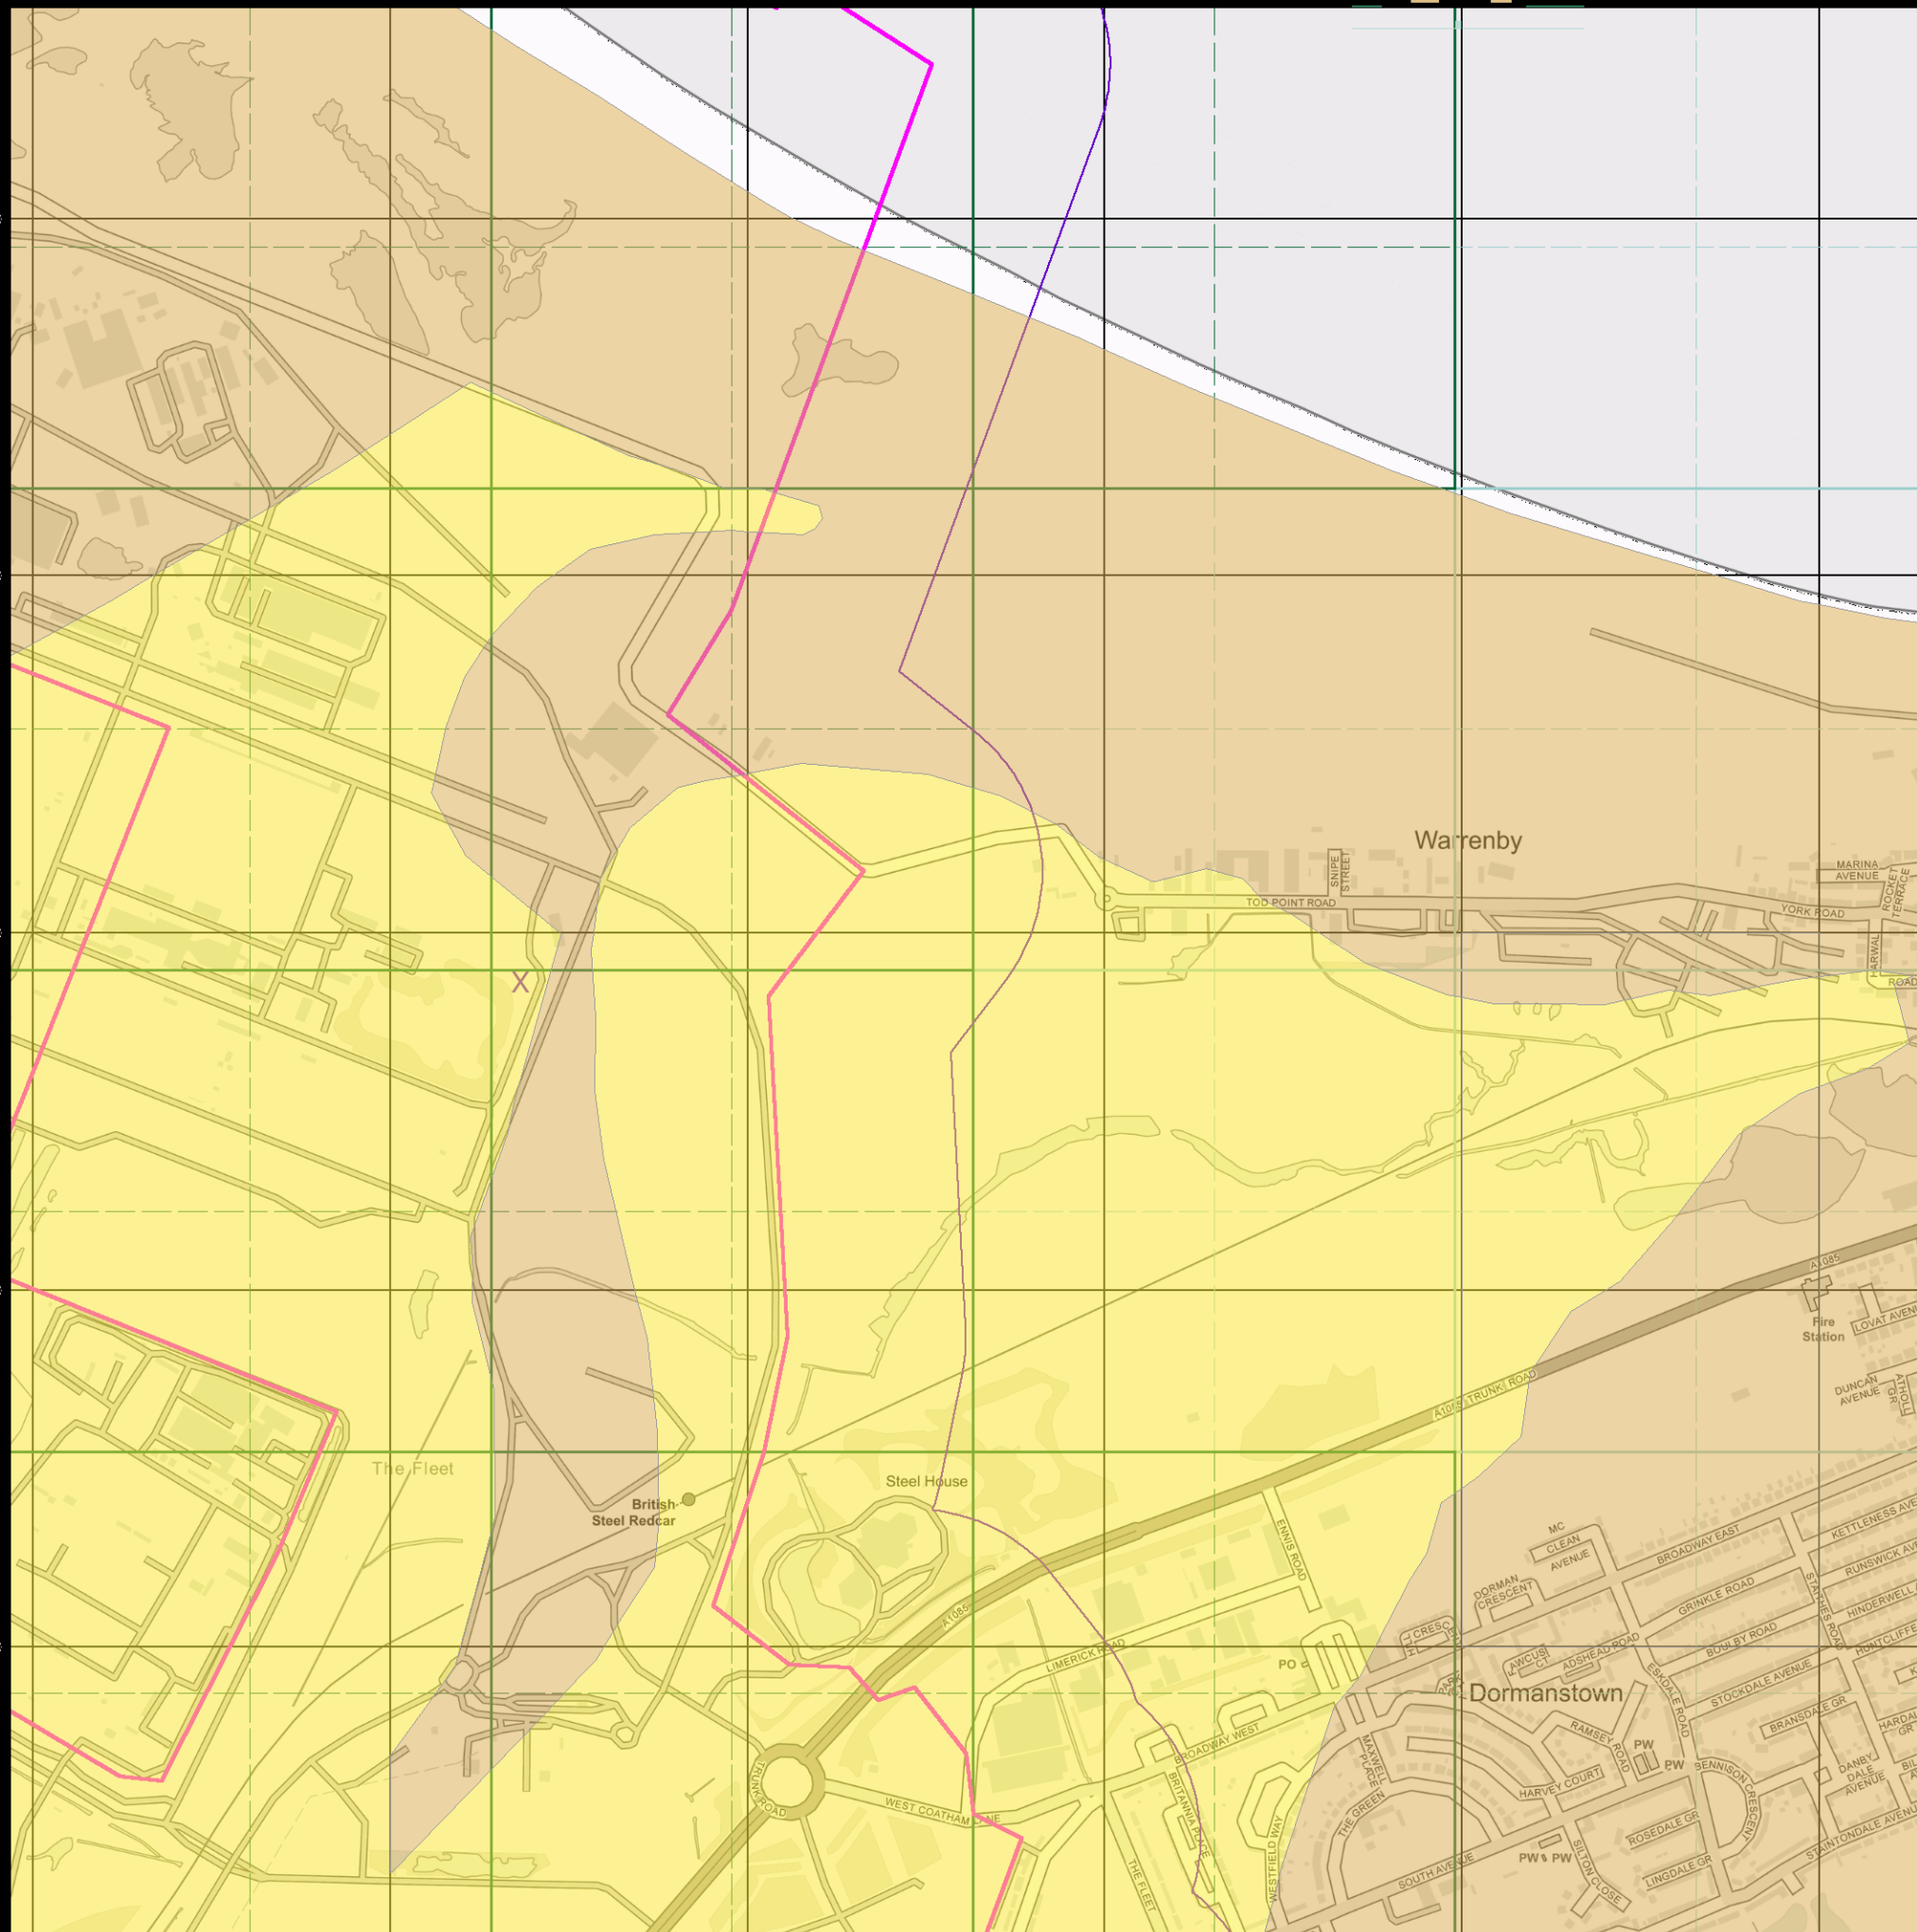 Warrenby
SNIPE
STREET
MARINA
AVENUE
ROCKET
TERRACE
TOD POINT ROAD
YORK ROAD
ROAD
X
A1085
Fire
Station
LOVAT AVENU
DUNCAN
AVENUE
ATHOLL
GR
A1085 TRUNK ROAD
The Fleet
Steel House
British
Steel Redcar
ENNIS ROAD
MC
CLEAN
AVENUE
BROADWAY EAST
KETTLENESS AVE
RUNSWICK AV
HINDERWELL
HUNTCLIFFE
STAITHES ROAD
DORMAN
CRESCENT
GRINKLE ROAD
BOULBY ROAD
A1085
LIMERICK ROAD
PO
CRESC
FAWCUS
CT
ADSHEAD ROAD
ESKDALE ROAD
STOCKDALE AVENUE
Dormanstown
BRANSDALE GR
RAMSEY ROAD
PW
PW
BROADWAY WEST
MAXWELL
PLACE
HARVEY COURT
BENNISON CRESCENT
DANBY
DALE
AVENUE
TRUNK ROAD
WEST COATHAM LANE
BRITANNIA PLACE
THE GREEN
ROSEDALE GR
STAINTONDALE AVENUE
PW
PW
LINGDALE GR
SILTON CLOSE
SOUTH AVENUE
THE FLEET
WESTFIELD WAY